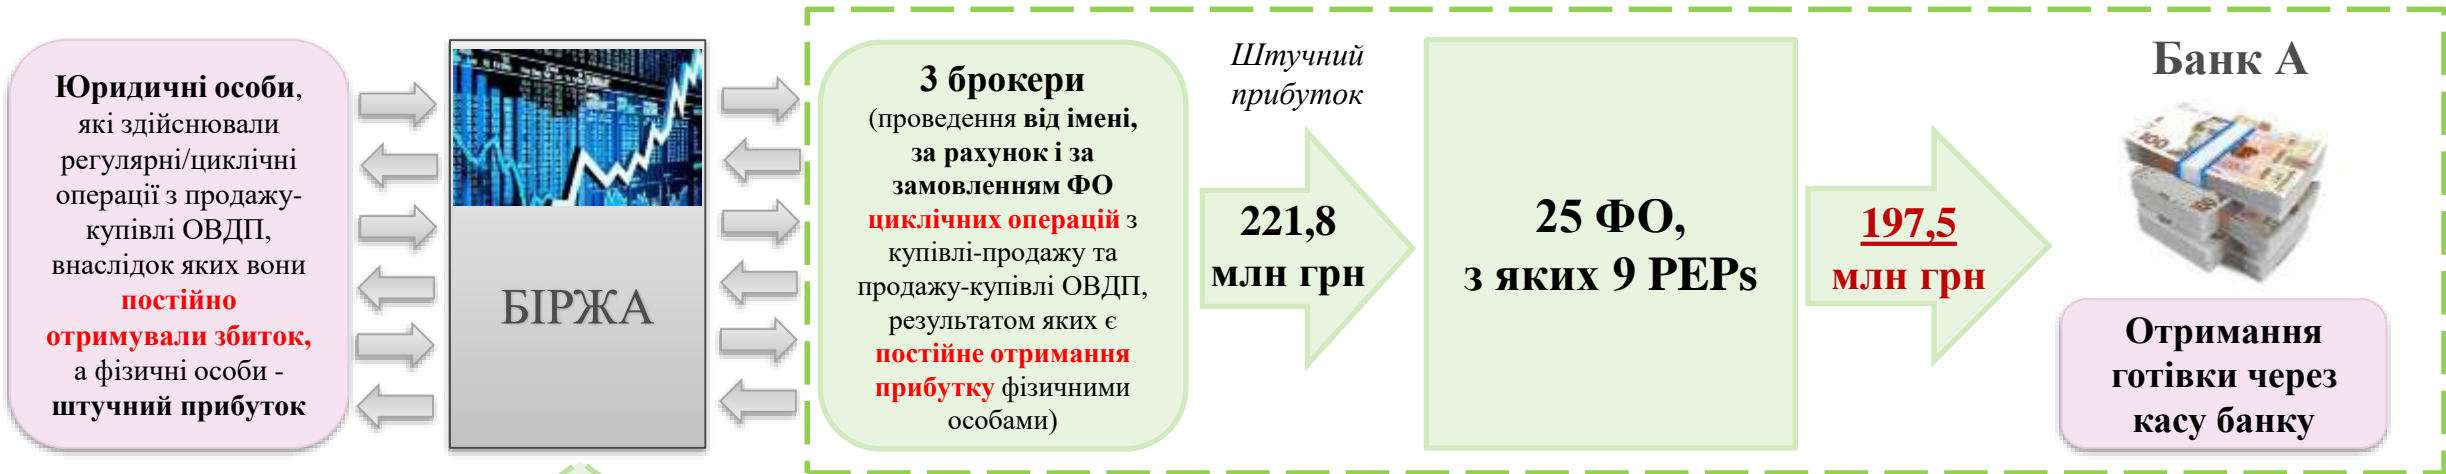 Юридичні особи,
які здійснювали
регулярні/циклічні
операції з продажу-
купівлі ОВДП,
внаслідок яких вони
постійно
отримували збиток,
а фізичні особи -
штучний прибуток
БІРЖА
3 брокери
(проведення від імені,
за рахунок і за
замовленням ФО
циклічних операцій з
купівлі-продажу та
продажу-купівлі ОВДП,
результатом яких є
постійне отримання
прибутку фізичними
особами)
Штучний
прибуток
221,8
млн грн
25 ФО,
з яких 9 PEPs
197,5
млн грн
Банк А
Отримання
готівки через
касу банку